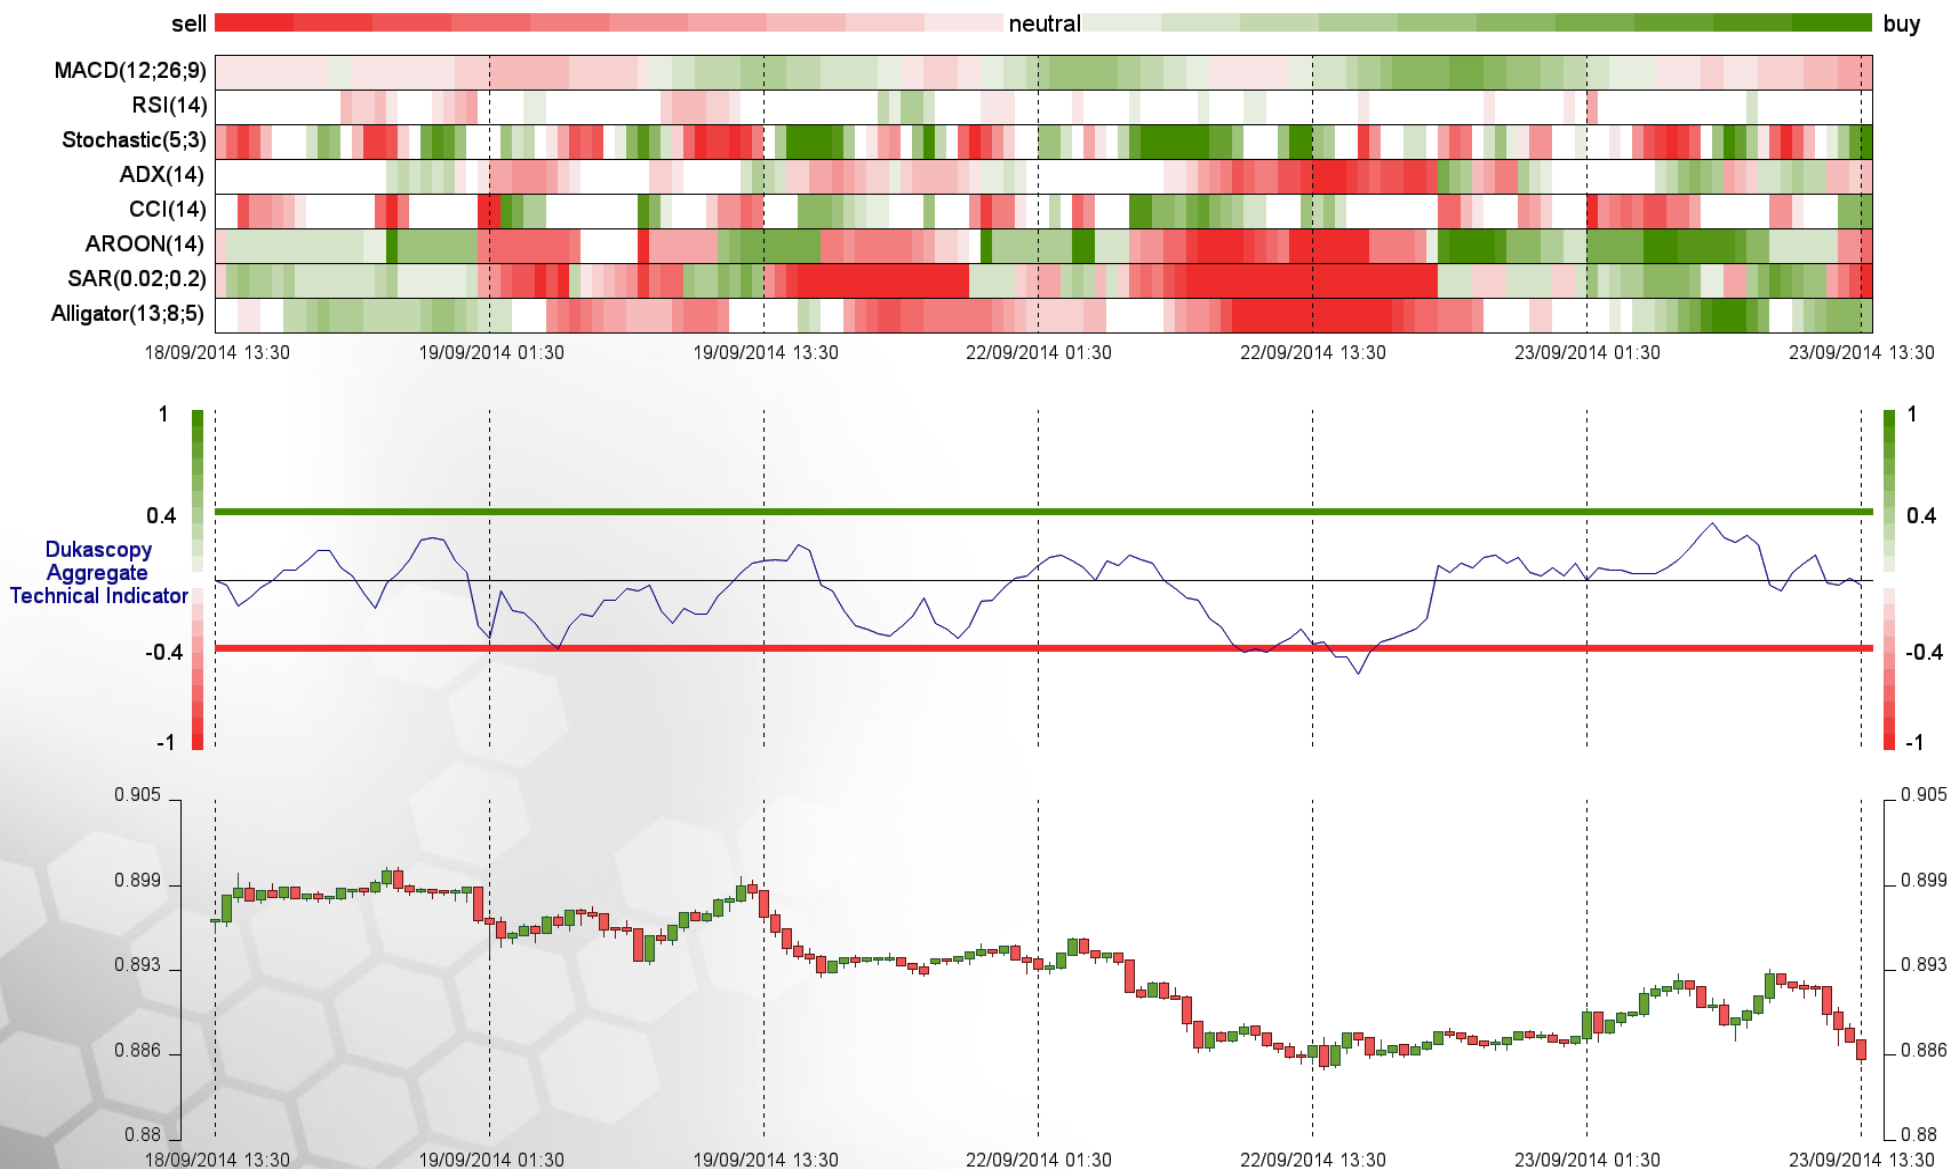 sell neutral buy
MACD(12;26;9)
RSI(14)
Stochastic(5;3)
ADX(14)
CCI(14)
AROON(14)
SAR(0.02;0.2)
Alligator(13;8;5)
18/09/2014 13:30 19/09/2014 01:30 19/09/2014 13:30 22/09/2014 01:30 22/09/2014 13:30 23/09/2014 01:30 23/09/2014 13:30
1 1
0.4 0.4
Dukascopy
Aggregate
Technical Indicator
-0.4 -0.4
-1 -1
0.905 0.905
0.899 0.899
0.893 0.893
0.886 0.886
0.88 0.88
18/09/2014 13:30 19/09/2014 01:30 19/09/2014 13:30 22/09/2014 01:30 22/09/2014 13:30 23/09/2014 01:30 23/09/2014 13:30